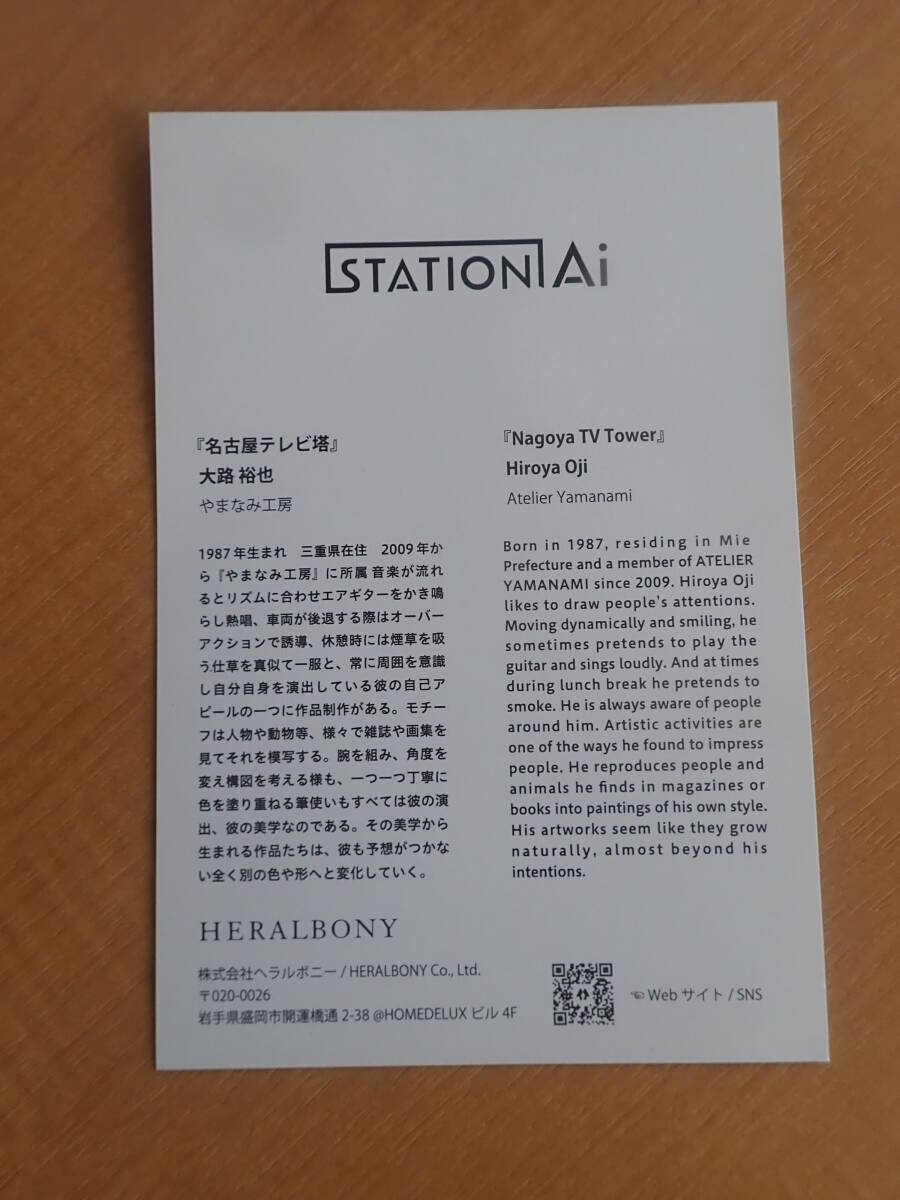 STATION Ai
『名古屋テレビ塔』
大路 裕也
やまなみ工房
1987年生まれ　三重県在住　2009年か
ら『やまなみ工房』に所属 音楽が流れ
るとリズムに合わせエアギターをかき鳴
らし熱唱、車両が後退する際はオーバー
アクションで誘導、休憩時には煙草を吸
う仕草を真似て一服と、常に周囲を意識
し自分自身を演出している彼の自己ア
ピールの一つに作品制作がある。モチー
フは人物や動物等、様々で雑誌や画集を
見てそれを模写する。腕を組み、角度を
変え構図を考える様も、一つ一つ丁寧に
色を塗り重ねる筆使いもすべては彼の演
出、彼の美学なのである。その美学から
生まれる作品たちは、彼も予想がつかな
い全く別の色や形へと変化していく。
『Nagoya TV Tower』
Hiroya Oji
Atelier Yamanami
Born in 1987, residing in Mie
Prefecture and a member of ATELIER
YAMANAMI since 2009. Hiroya Oji
likes to draw people's attentions.
Moving dynamically and smiling, he
sometimes pretends to play the
guitar and sings loudly. And at times
during lunch break he pretends to
smoke. He is always aware of people
around him. Artistic activities are
one of the ways he found to impress
people. He reproduces people and
animals he finds in magazines or
books into paintings of his own style.
His artworks seem like they grow
naturally, almost beyond his
intentions.
HERALBONY
株式会社ヘラルボニー / HERALBONY Co., Ltd.
〒020-0026
岩手県盛岡市開運橋通 2-38 @HOMEDELUX ビル 4F
☜ Web サイト / SNS